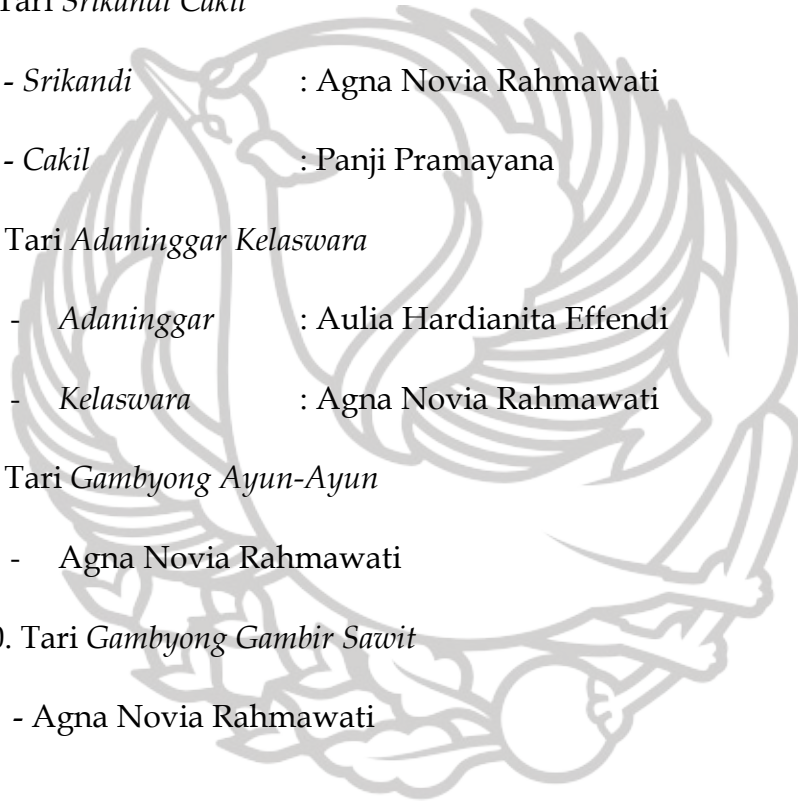 Tari Srikandi Cakil
- Srikandi : Agna Novia Rahmawati
- Cakil : Panji Pramayana
Tari Adaninggar Kelaswara
- Adaninggar : Aulia Hardianita Effendi
- Kelaswara : Agna Novia Rahmawati
Tari Gambyong Ayun-Ayun
- Agna Novia Rahmawati
0. Tari Gambyong Gambir Sawit
- Agna Novia Rahmawati